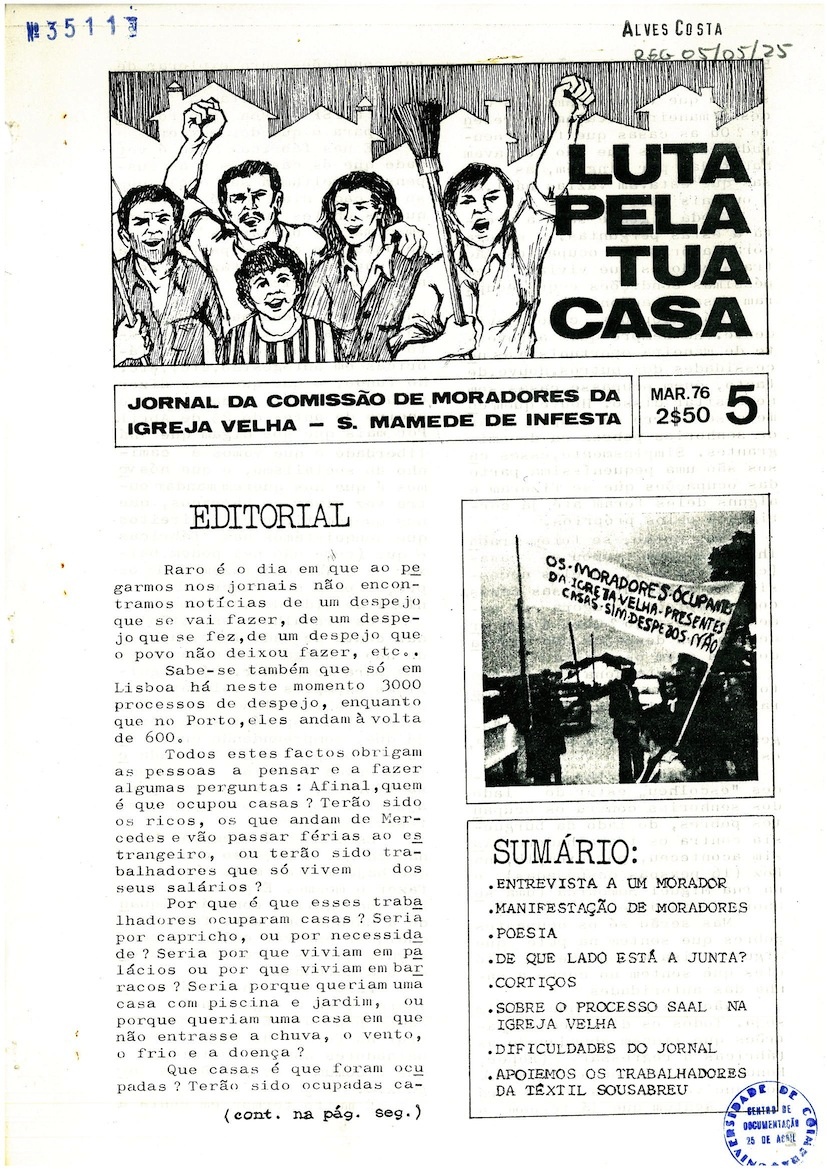 Nº 35113
ALVES COSTA
REG 05/05/25
LUTA
PELA
TUA
CASA
JORNAL DA COMISSÃO DE MORADORES DA
IGREJA VELHA — S. MAMEDE DE INFESTA
MAR. 76
2$50
5
EDITORIAL
Raro é o dia em que ao pe
garmos nos jornais não encon-
tramos notícias de um despejo
que se vai fazer, de um despe-
jo que se fez,de um despejo que
o povo não deixou fazer, etc..
Sabe-se também que só em
Lisboa há neste momento 3000
processos de despejo, enquanto
que no Porto,eles andam à volta
de 600.
Todos estes factos obrigam
as pessoas a pensar e a fazer
algumas perguntas : Afinal,quem
é que ocupou casas ? Terão sido
os ricos, os que andam de Mer-
cedes e vão passar férias ao es
trangeiro, ou terão sido tra-
balhadores que só vivem dos
seus salários ?
Por que é que esses traba
lhadores ocuparam casas ? Seria
por capricho, ou por necessida
de ? Seria por que viviam em pa
lácios ou por que viviam em bar
racos ? Seria porque queriam uma
casa com piscina e jardim, ou
porque queriam uma casa em que
não entrasse a chuva, o vento,
o frio e a doença ?
Que casas é que foram ocu
padas ? Terão sido ocupadas ca-
(cont. na pág. seg.)
OS - MORADORES - OCUPANTES
DA IGREJA VELHA - PRESENTES
CASAS - SIM DESPEJOS - NÃO
SUMÁRIO:
.ENTREVISTA A UM MORADOR
.MANIFESTAÇÃO DE MORADORES
.POESIA
.DE QUE LADO ESTÁ A JUNTA?
.CORTIÇOS
.SOBRE O PROCESSO SAAL NA
IGREJA VELHA
.DIFICULDADES DO JORNAL
.APOIEMOS OS TRABALHADORES
DA TÊXTIL SOUSABREU
UNIVERSIDADE DE COIMBRA
CENTRO DE
DOCUMENTAÇÃO
25 DE ABRIL